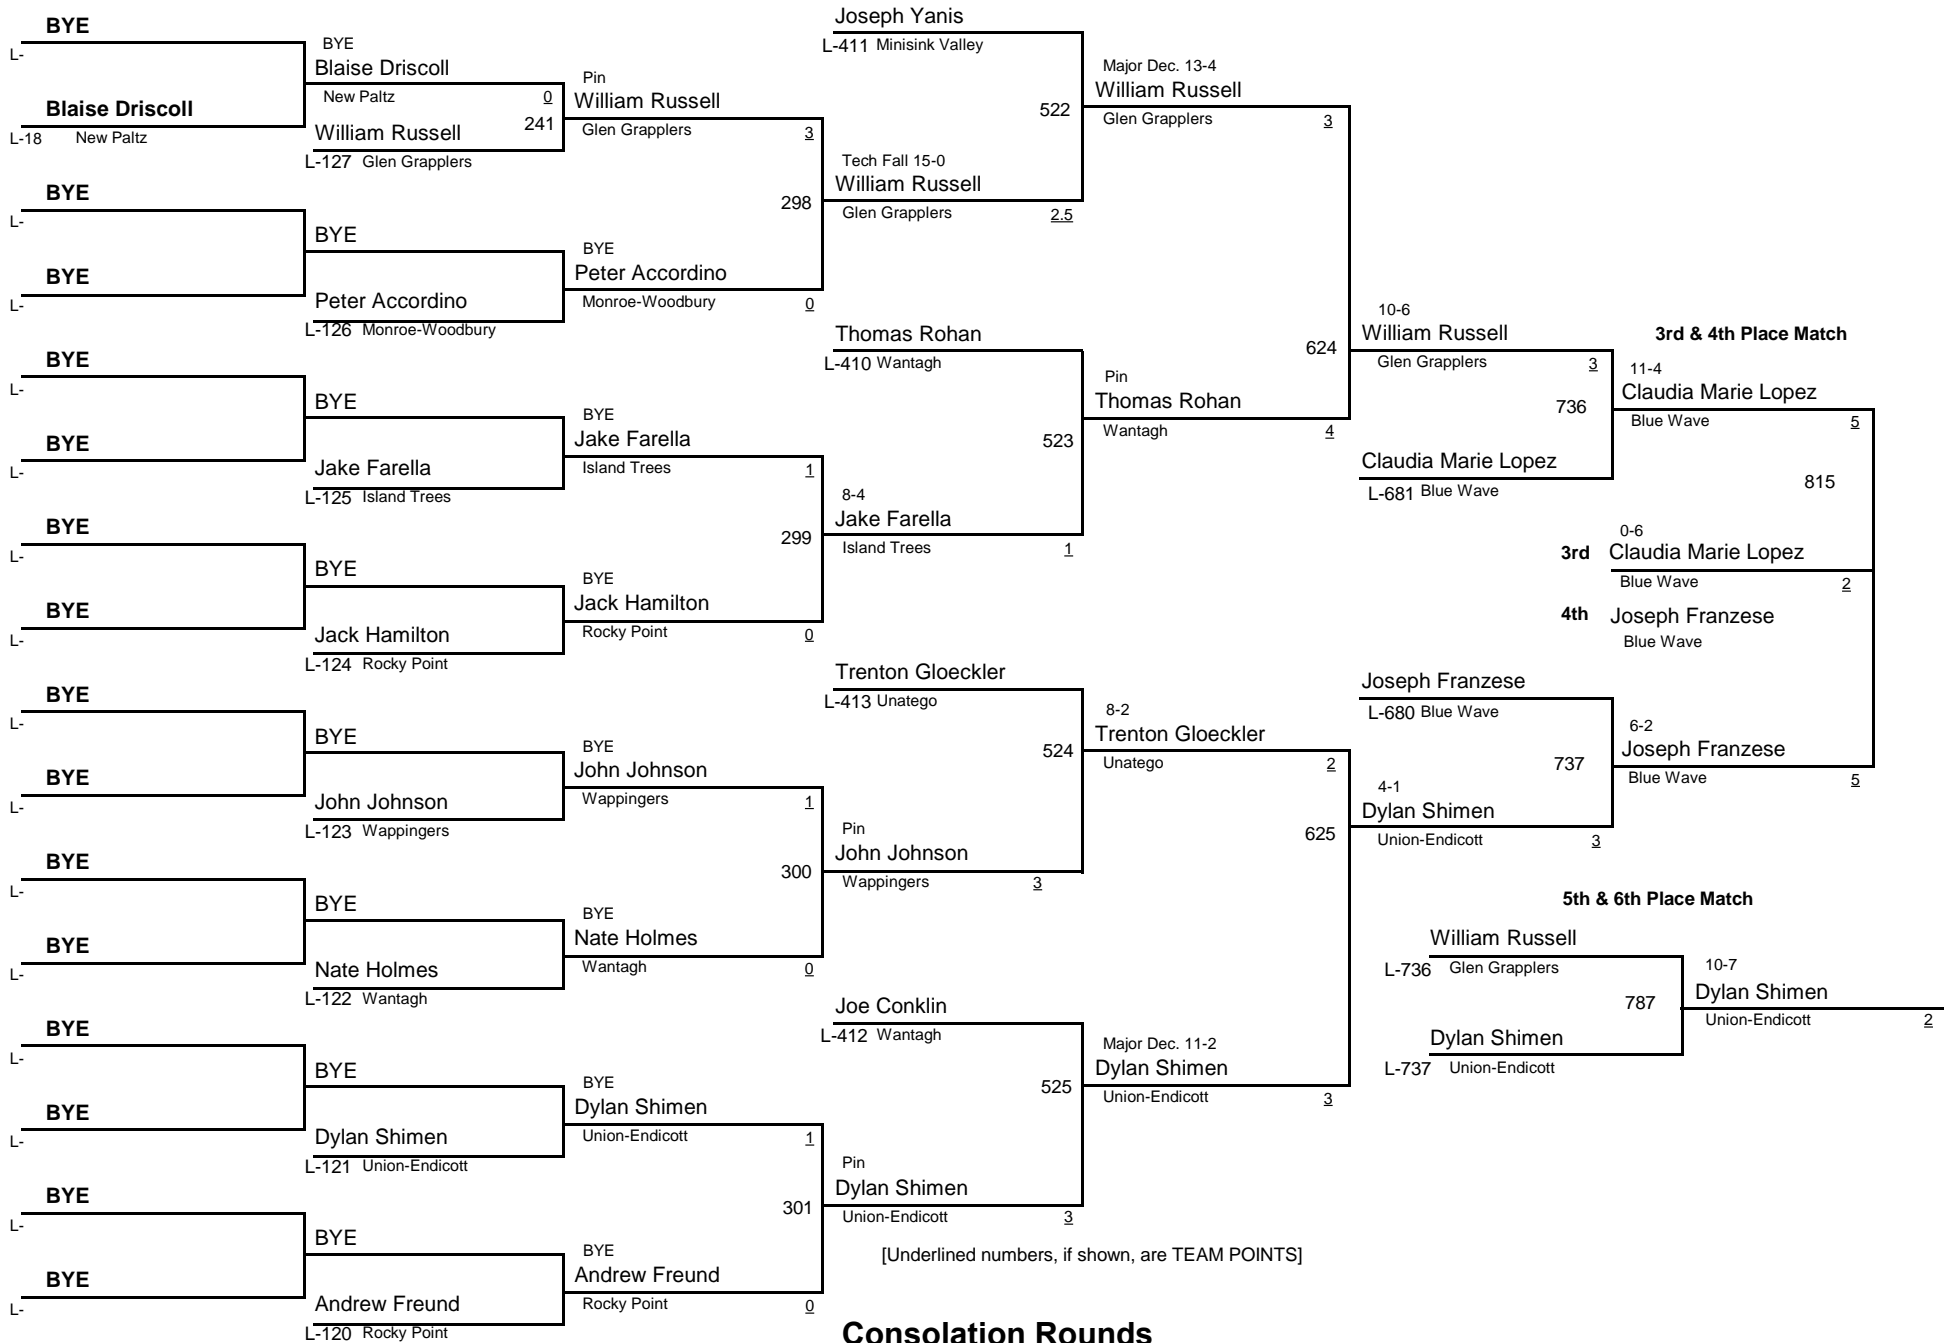 BYE
L-
Blaise Driscoll
L-18 New Paltz
BYE
L-
BYE
L-
BYE
L-
BYE
L-
BYE
L-
BYE
L-
BYE
L-
BYE
L-
BYE
L-
BYE
L-
BYE
L-
BYE
L-
BYE
L-
BYE
L-
BYE
Blaise Driscoll
New Paltz 0
241
William Russell
L-127 Glen Grapplers
BYE
Peter Accordino
L-126 Monroe-Woodbury
BYE
Jake Farella
L-125 Island Trees
BYE
Jack Hamilton
L-124 Rocky Point
BYE
John Johnson
L-123 Wappingers
BYE
Nate Holmes
L-122 Wantagh
BYE
Dylan Shimen
L-121 Union-Endicott
BYE
Andrew Freund
L-120 Rocky Point
Pin
William Russell
Glen Grapplers 3
298
BYE
Peter Accordino
Monroe-Woodbury 0
BYE
Jake Farella
Island Trees 1
299
BYE
Jack Hamilton
Rocky Point 0
BYE
John Johnson
Wappingers 1
300
BYE
Nate Holmes
Wantagh 0
BYE
Dylan Shimen
Union-Endicott 1
301
BYE
Andrew Freund
Rocky Point 0
Joseph Yanis
L-411 Minisink Valley
522
Tech Fall 15-0
William Russell
Glen Grapplers 2.5
Thomas Rohan
L-410 Wantagh
523
8-4
Jake Farella
Island Trees 1
Trenton Gloeckler
L-413 Unatego
524
Pin
John Johnson
Wappingers 3
Joe Conklin
L-412 Wantagh
525
Pin
Dylan Shimen
Union-Endicott 3
Major Dec. 13-4
William Russell
Glen Grapplers 3
624
Pin
Thomas Rohan
Wantagh 4
8-2
Trenton Gloeckler
Unatego 2
625
Major Dec. 11-2
Dylan Shimen
Union-Endicott 3
10-6
William Russell
Glen Grapplers 3
736
Claudia Marie Lopez
L-681 Blue Wave
Joseph Franzese
L-680 Blue Wave
737
4-1
Dylan Shimen
Union-Endicott 3
3rd & 4th Place Match
11-4
Claudia Marie Lopez
Blue Wave 5
815
0-6
3rd Claudia Marie Lopez
Blue Wave 2
4th Joseph Franzese
Blue Wave
6-2
Joseph Franzese
Blue Wave 5
5th & 6th Place Match
William Russell
L-736 Glen Grapplers
787
Dylan Shimen
L-737 Union-Endicott
10-7
Dylan Shimen
Union-Endicott 2
[Underlined numbers, if shown, are TEAM POINTS]
Consolation Rounds